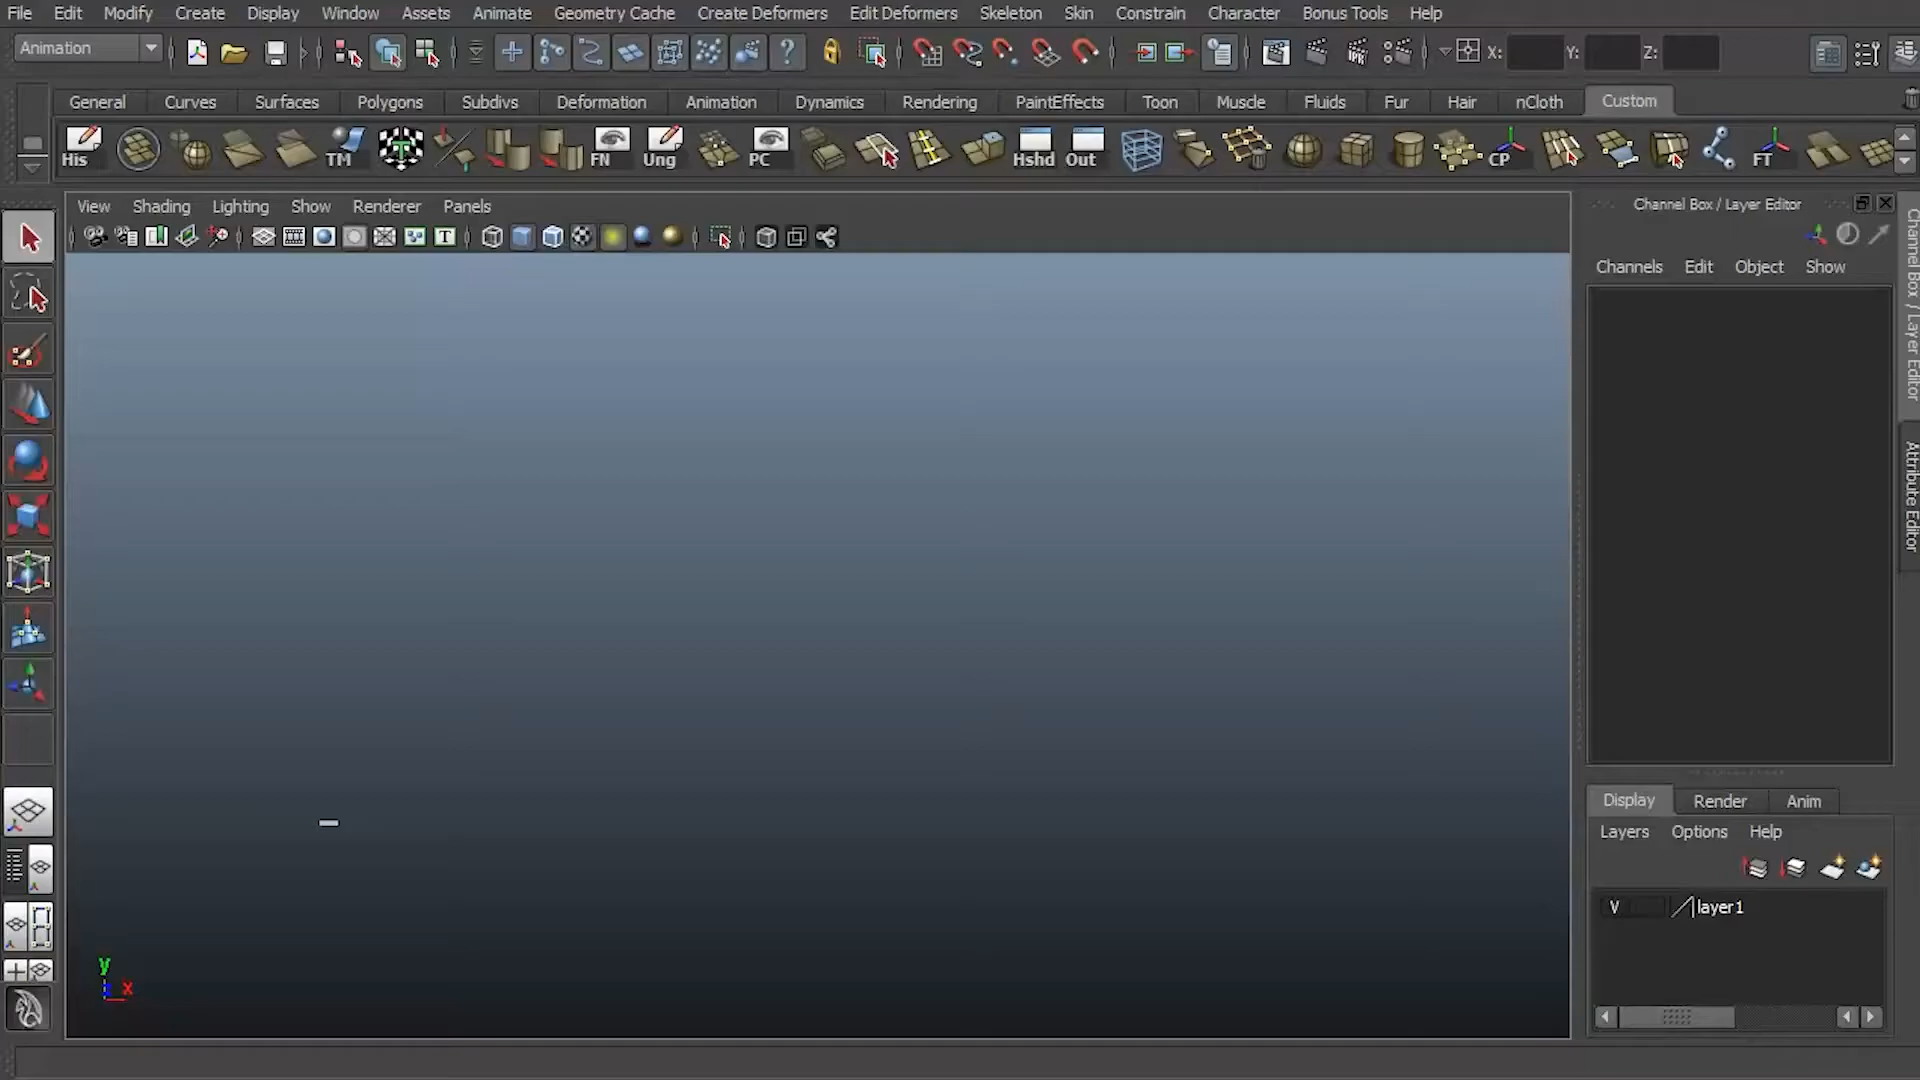 File Edit Modify Create Display Window Assets Animate Geometry Cache Create Deformers Edit Deformers Skeleton Skin Constrain Character Bonus Tools Help
Animation ? IPR X: Y: Z:
General Curves Surfaces Polygons Subdivs Deformation Animation Dynamics Rendering PaintEffects Toon Muscle Fluids Fur Hair nCloth Custom
His TM T FN Ung PC Hshd Out CP FT
View Shading Lighting Show Renderer Panels
T
Channel Box / Layer Editor
Channels Edit Object Show
Channel Box / Layer Editor
Attribute Editor
Display Render Anim
Layers Options Help
V layer1
y
x